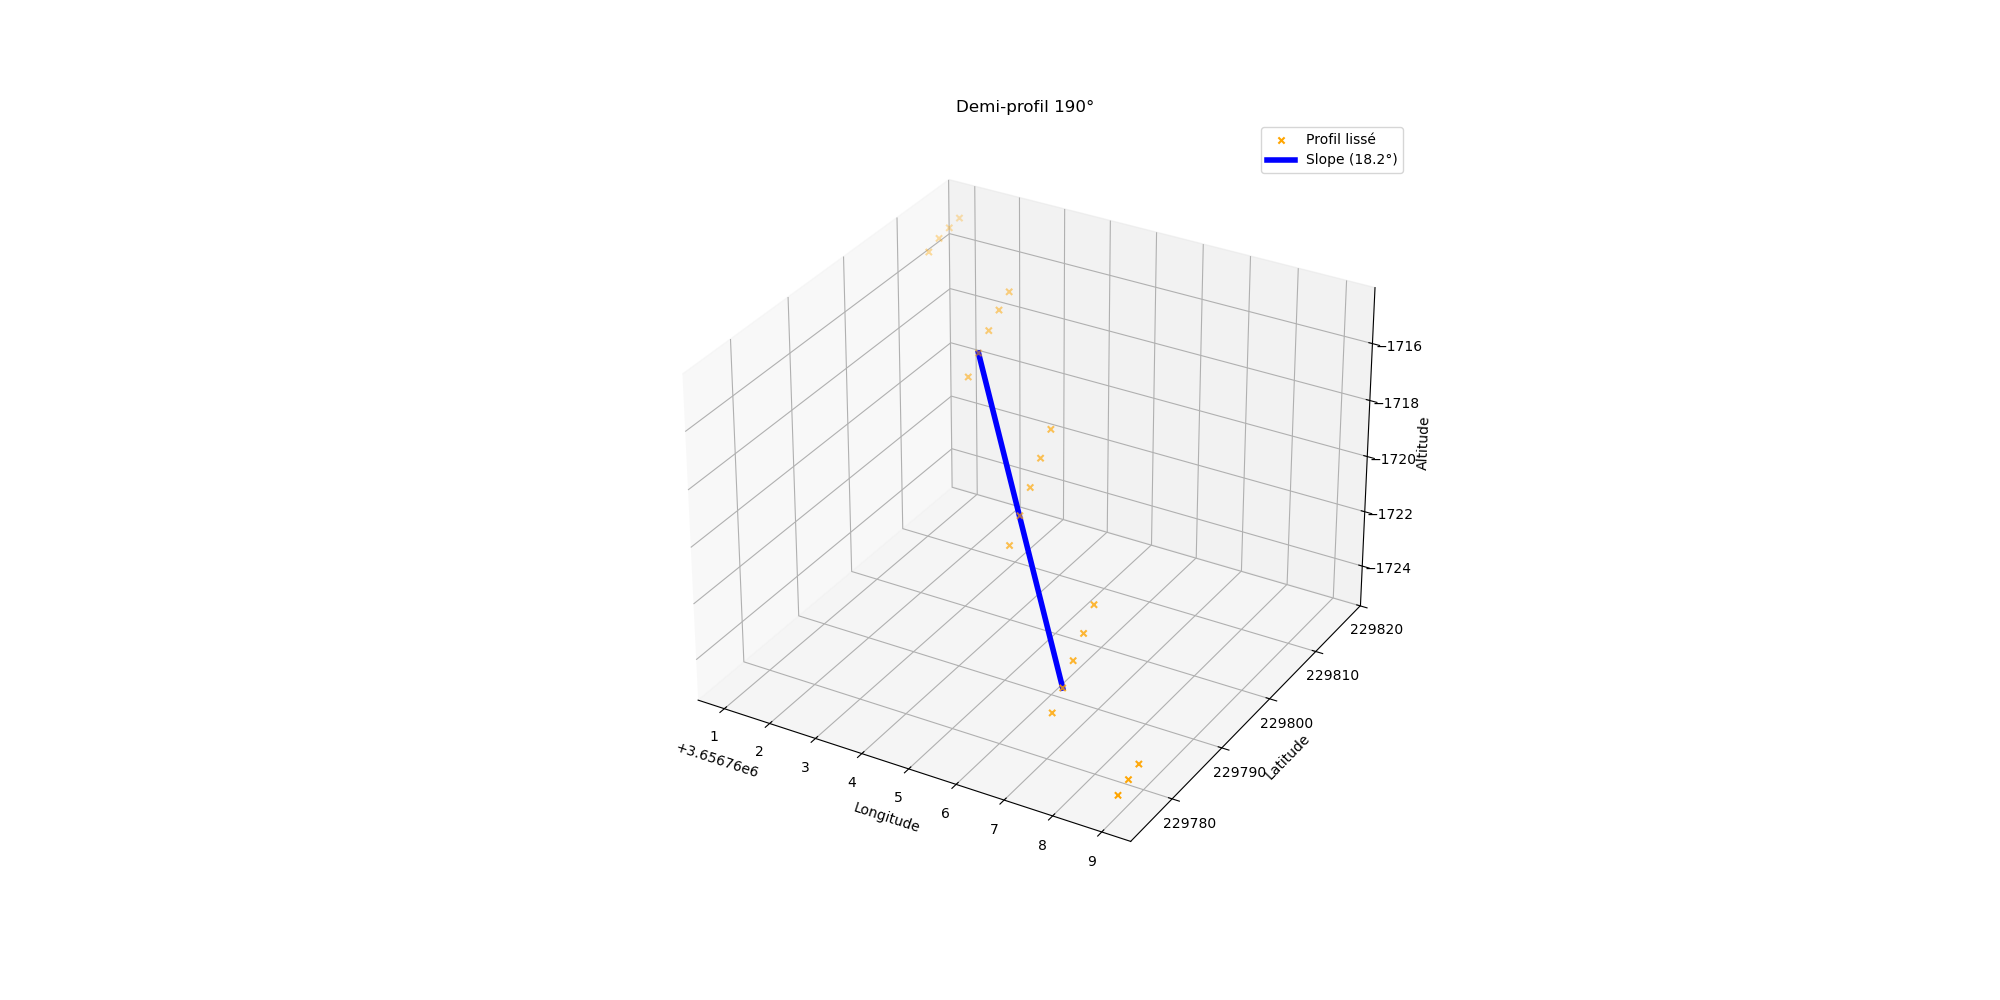 Demi-profil 190°
Profil lissé
Slope (18.2°)
−1716
−1718
−1720
−1722
−1724
Altitude
229820
229810
229800
229790
229780
Latitude
1
2
3
4
5
6
7
8
9
+3.65676e6
Longitude